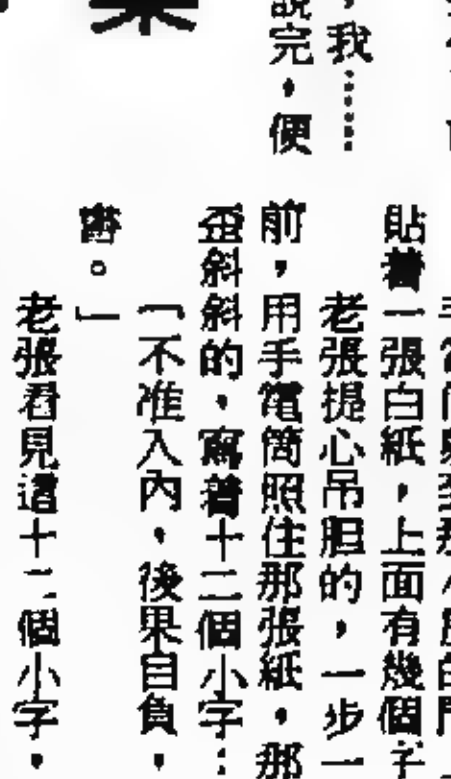 我……
說完，便
貼着一張白紙，上面有幾個字
老張提心吊胆的，一步一
前，用手電筒照住那張紙，那
歪斜斜的，寫着十二個小字：
「不准入內，後果自負，
。」
老張看見這十二個小字，